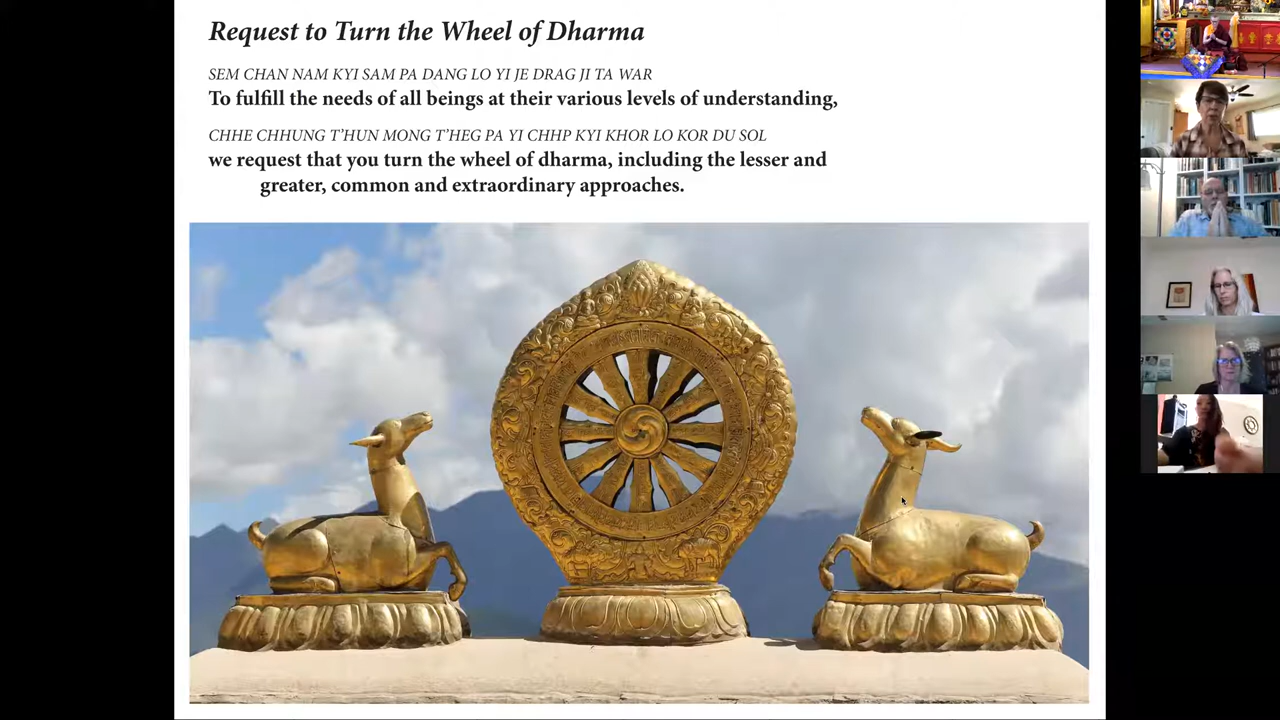 Request to Turn the Wheel of Dharma
SEM CHAN NAM KYI SAM PA DANG LO YI JE DRAG JI TA WAR
To fulfill the needs of all beings at their various levels of understanding,
CHHE CHHUNG T'HUN MONG T'HEG PA YI CHHP KYI KHOR LO KOR DU SOL
we request that you turn the wheel of dharma, including the lesser and
greater, common and extraordinary approaches.